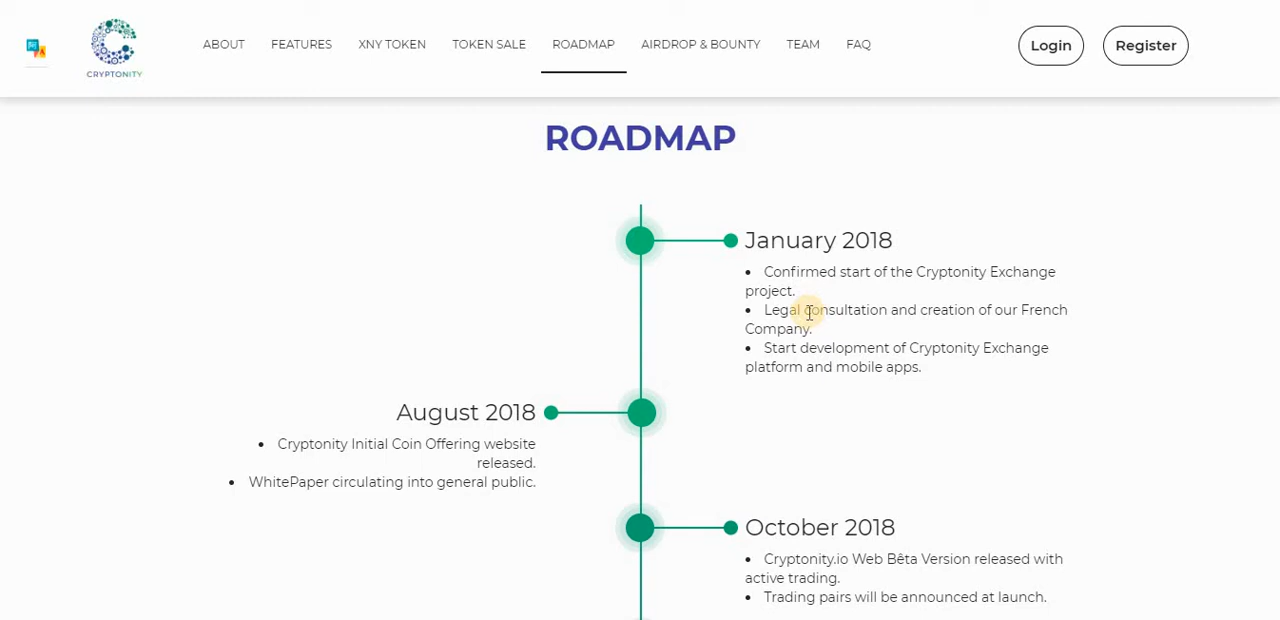 CRYPTONITY
ABOUT FEATURES XNY TOKEN TOKEN SALE ROADMAP AIRDROP & BOUNTY TEAM FAQ Login Register
ROADMAP
January 2018
• Confirmed start of the Cryptonity Exchange
project.
• Legal consultation and creation of our French
Company.
• Start development of Cryptonity Exchange
platform and mobile apps.
August 2018
• Cryptonity Initial Coin Offering website
released.
• WhitePaper circulating into general public.
October 2018
• Cryptonity.io Web Bêta Version released with
active trading.
• Trading pairs will be announced at launch.